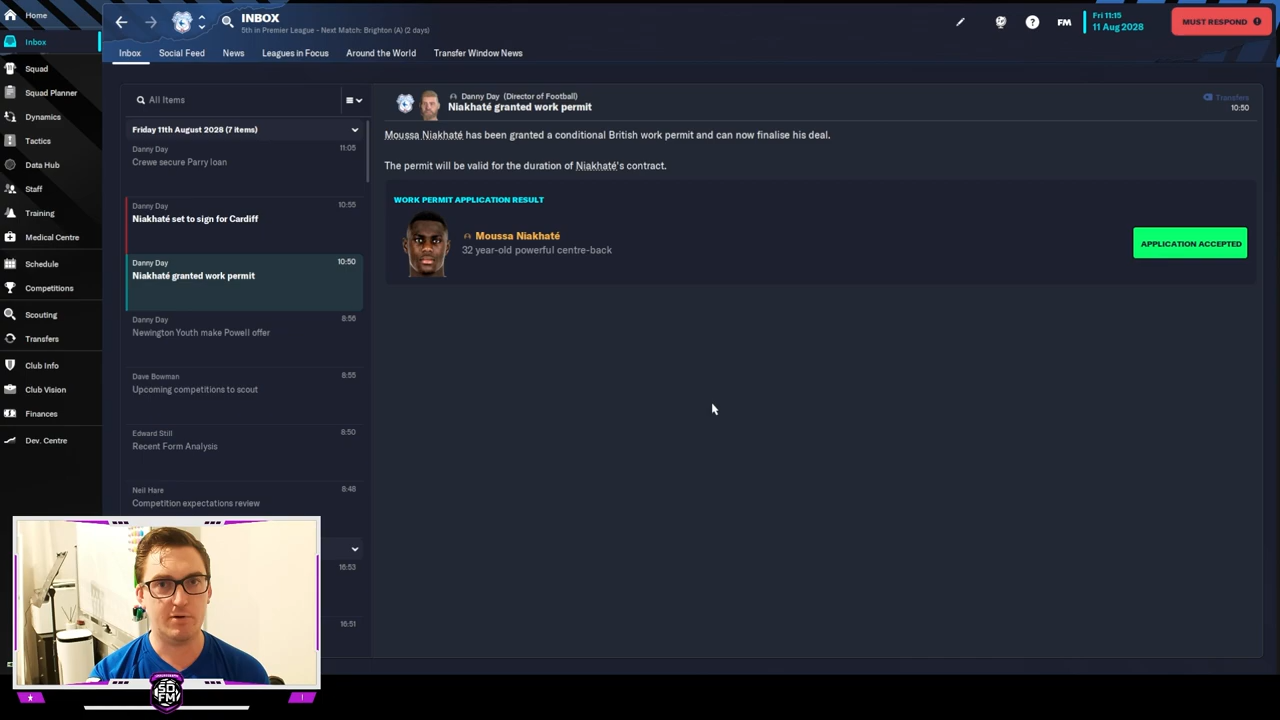 Home
Inbox
Squad
Squad Planner
Dynamics
Tactics
Data Hub
Staff
Training
Medical Centre
Schedule
Competitions
Scouting
Transfers
Club Info
Club Vision
Finances
Dev. Centre
INBOX
5th in Premier League - Next Match: Brighton (A) (2 days)
FM
Fri 11:15
11 Aug 2028
MUST RESPOND
Inbox
Social Feed
News
Leagues in Focus
Around the World
Transfer Window News
All Items
Friday 11th August 2028 (7 items)
Danny Day 11:05
Crewe secure Parry loan
Danny Day 10:55
Niakhaté set to sign for Cardiff
Danny Day 10:50
Niakhaté granted work permit
Danny Day 8:56
Newington Youth make Powell offer
Dave Bowman 8:55
Upcoming competitions to scout
Edward Still 8:50
Recent Form Analysis
Neil Hare 8:48
Competition expectations review
16:53
16:51
Danny Day (Director of Football)
Niakhaté granted work permit
Transfers
10:50
Moussa Niakhaté has been granted a conditional British work permit and can now finalise his deal.
The permit will be valid for the duration of Niakhaté's contract.
WORK PERMIT APPLICATION RESULT
Moussa Niakhaté
32 year-old powerful centre-back
APPLICATION ACCEPTED
SD
FM